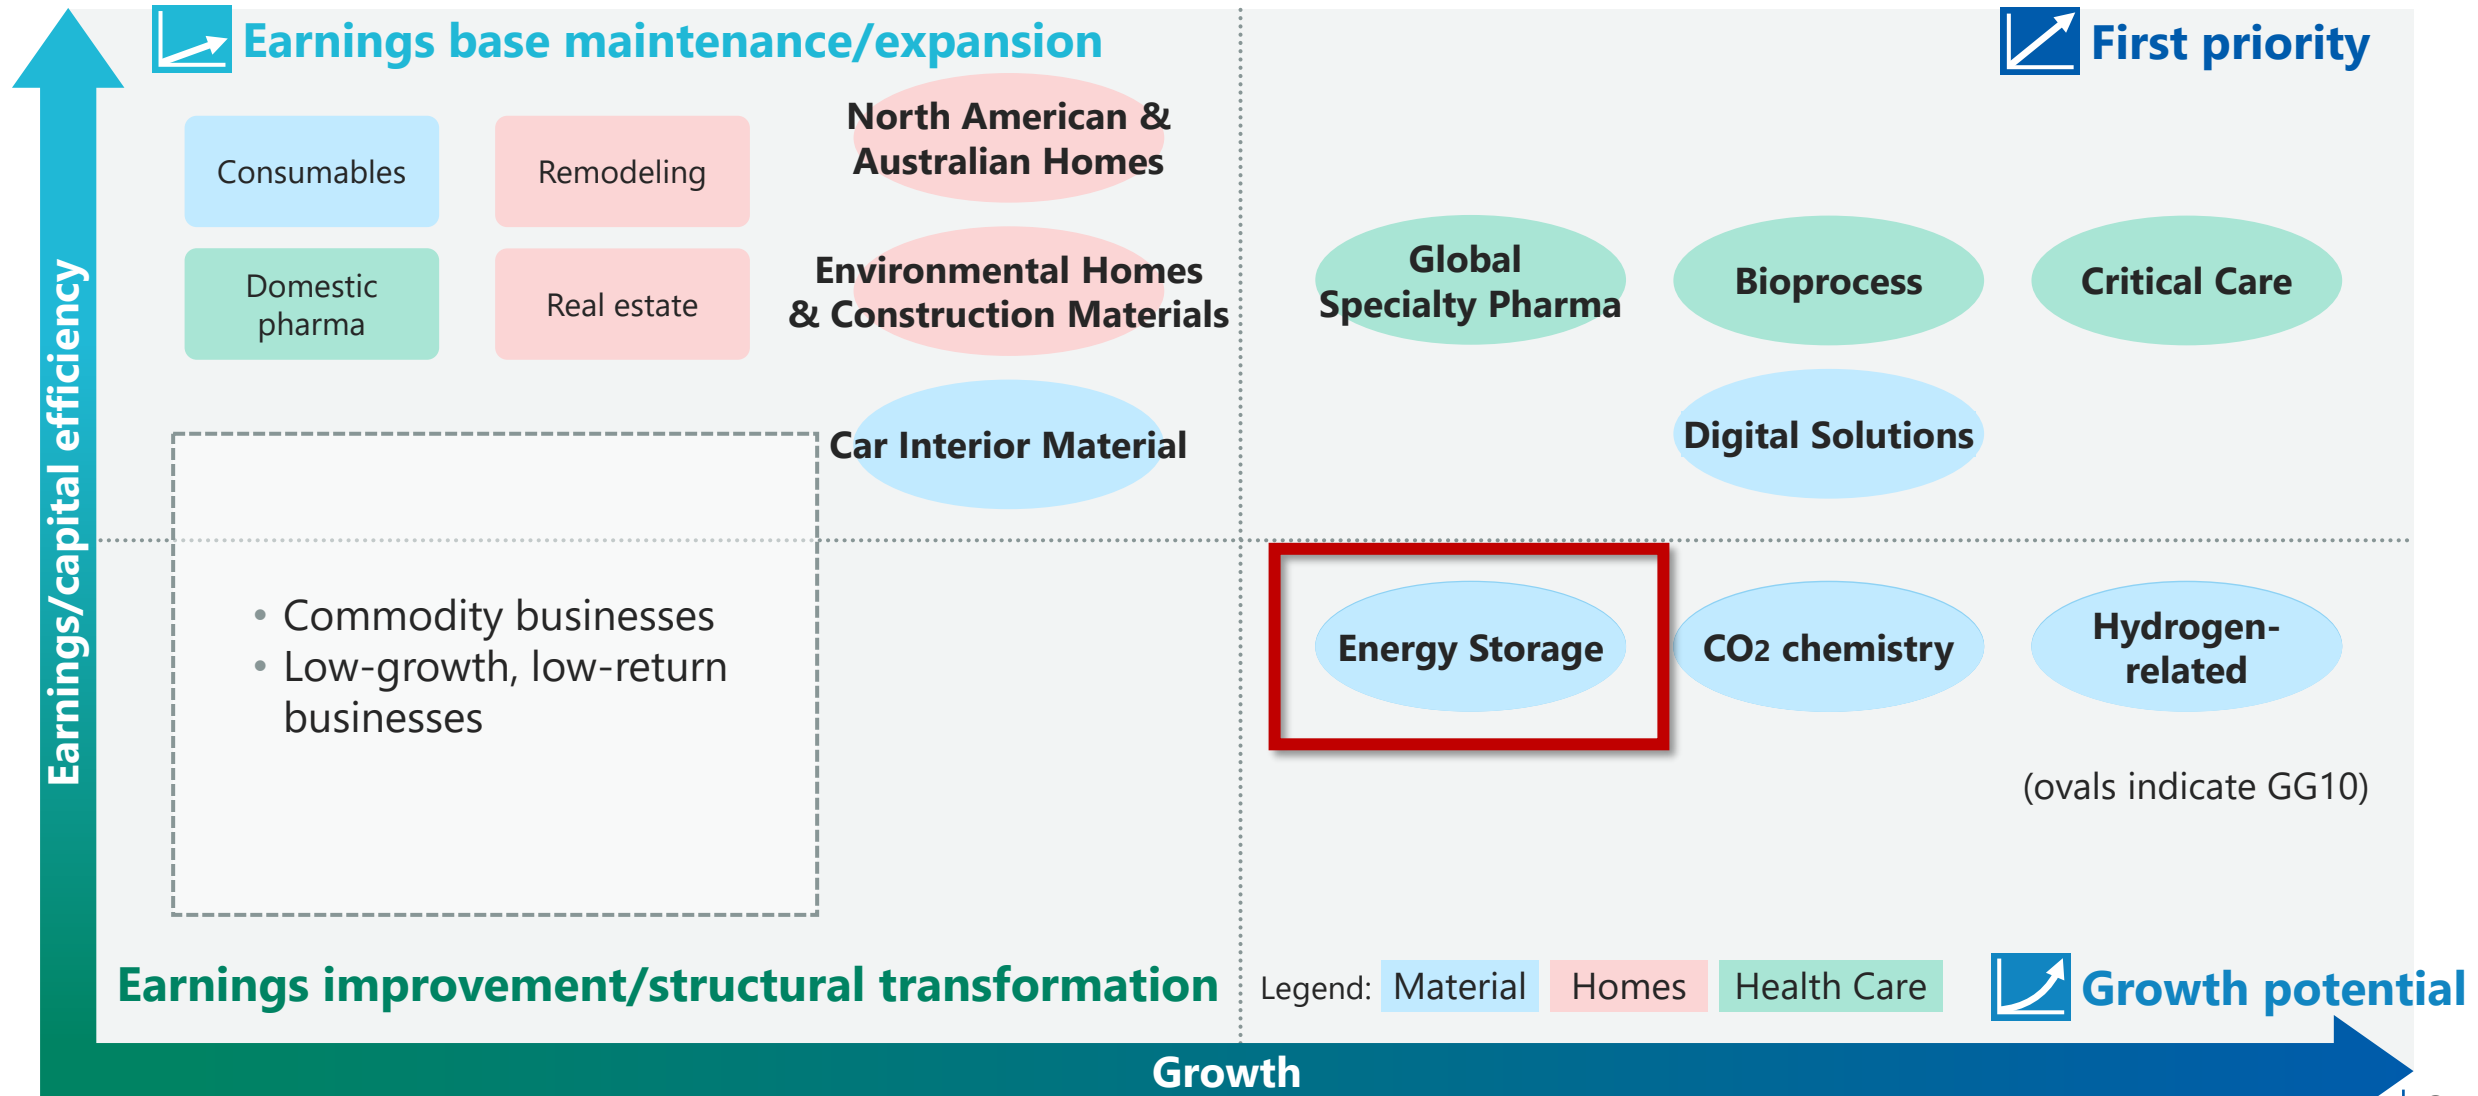 Earnings base maintenance/expansion
First priority
North American &
Australian Homes
Consumables
Remodeling
Domestic
pharma
Real estate
Environmental Homes
& Construction Materials
Global
Specialty Pharma
Bioprocess
Critical Care
Car Interior Material
Digital Solutions
Earnings/capital efficiency
• Commodity businesses
• Low-growth, low-return
businesses
Energy Storage
CO2 chemistry
Hydrogen-
related
(ovals indicate GG10)
Earnings improvement/structural transformation
Legend: Material Homes Health Care
Growth potential
Growth